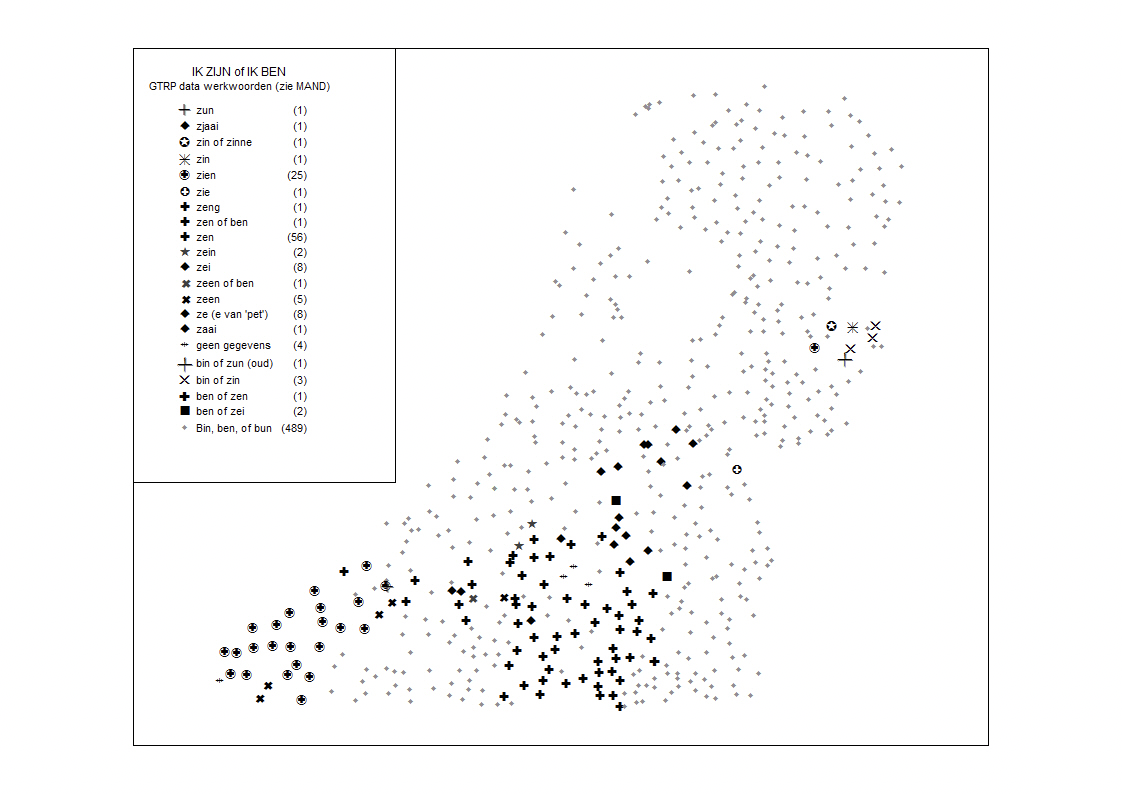 IK ZIJN of IK BEN
GTRP data werkwoorden (zie MAND)
zun (1)
zjaai (1)
zin of zinne (1)
zin (1)
zien (25)
zie (1)
zeng (1)
zen of ben (1)
zen (56)
zein (2)
zei (8)
zeen of ben (1)
zeen (5)
ze (e van 'pet') (8)
zaai (1)
geen gegevens (4)
bin of zun (oud) (1)
bin of zin (3)
ben of zen (1)
ben of zei (2)
Bin, ben, of bun (489)